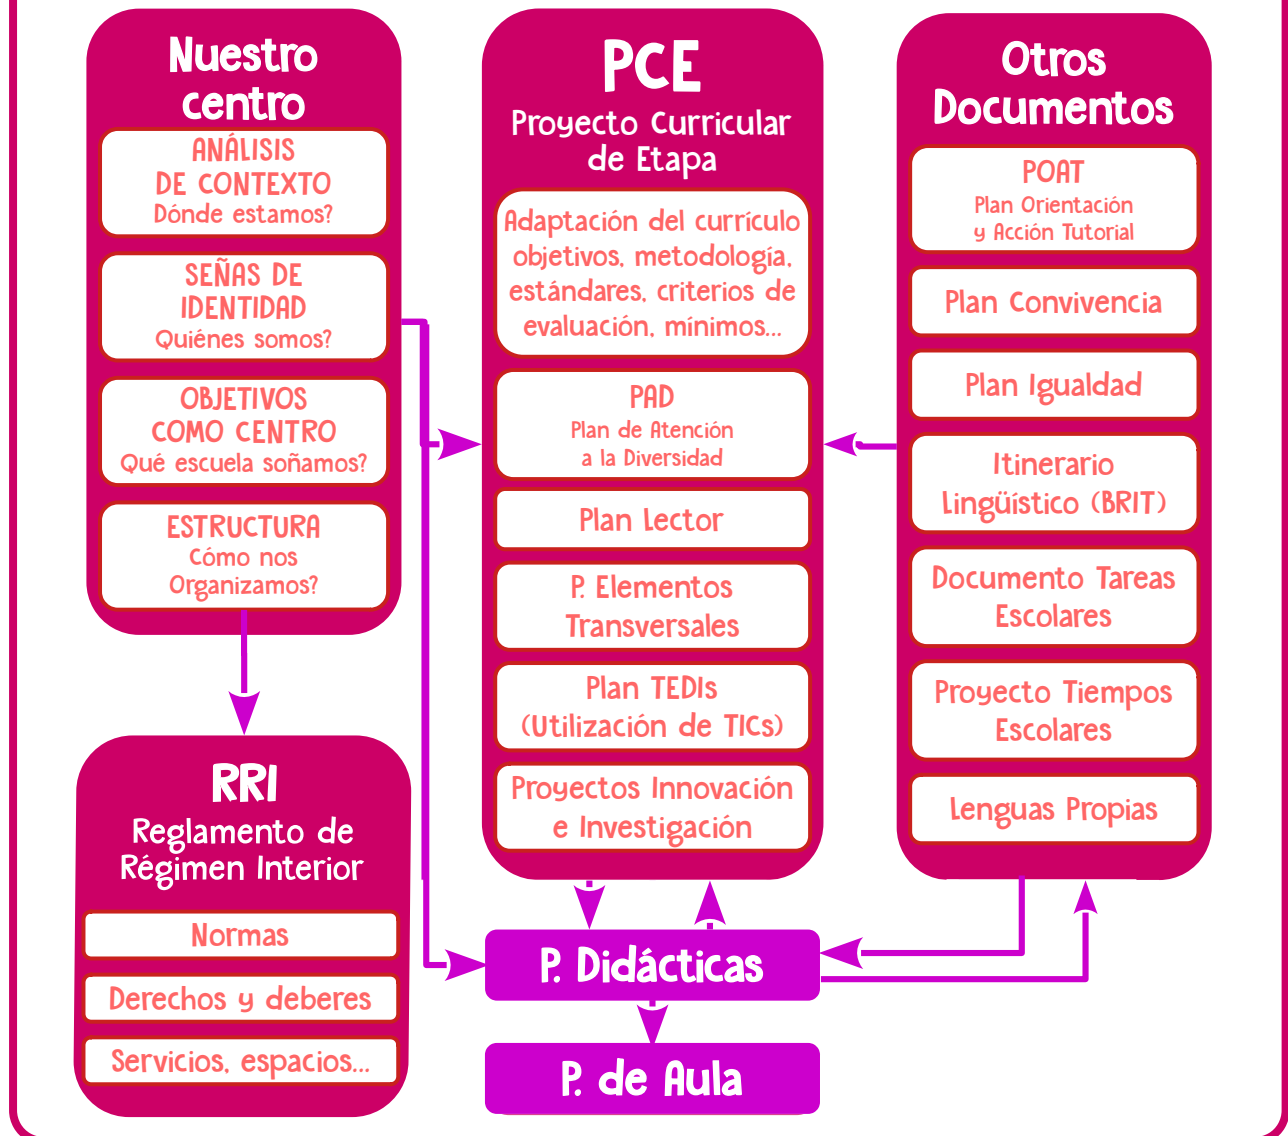 Nuestro
centro
ANÁLISIS
DE CONTEXTO
Dónde estamos?
SEÑAS DE
IDENTIDAD
Quiénes somos?
OBJETIVOS
COMO CENTRO
Qué escuela soñamos?
ESTRUCTURA
Cómo nos
Organizamos?
RRI
Reglamento de
Régimen Interior
Normas
Derechos y deberes
Servicios, espacios...
PCE
Proyecto Curricular
de Etapa
Adaptación del currículo
objetivos, metodología,
estándares, criterios de
evaluación, mínimos...
PAD
Plan de Atención
a la Diversidad
Plan Lector
P. Elementos
Transversales
Plan TEDIs
(Utilización de TICs)
Proyectos Innovación
e Investigación
P. Didácticas
P. de Aula
Otros
Documentos
POAT
Plan Orientación
y Acción Tutorial
Plan Convivencia
Plan Igualdad
Itinerario
Lingüístico (BRIT)
Documento Tareas
Escolares
Proyecto Tiempos
Escolares
Lenguas Propias